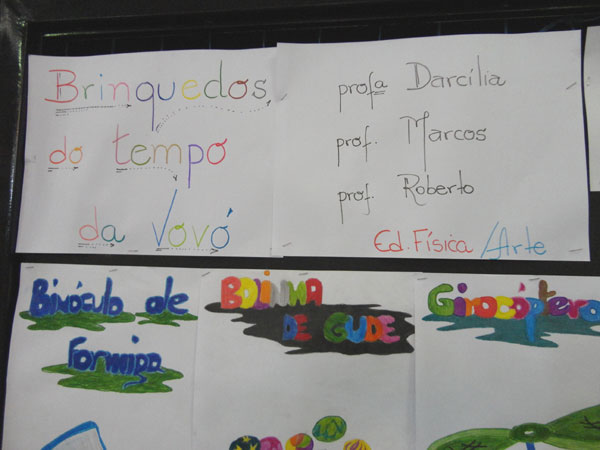 Brinquedos
do tempo
da Vovó
profa Darcília
prof. Marcos
prof. Roberto
Ed. Física / Arte
Binóculo de
Formiga
BOLINHA
DE GUDE
Girocóptero